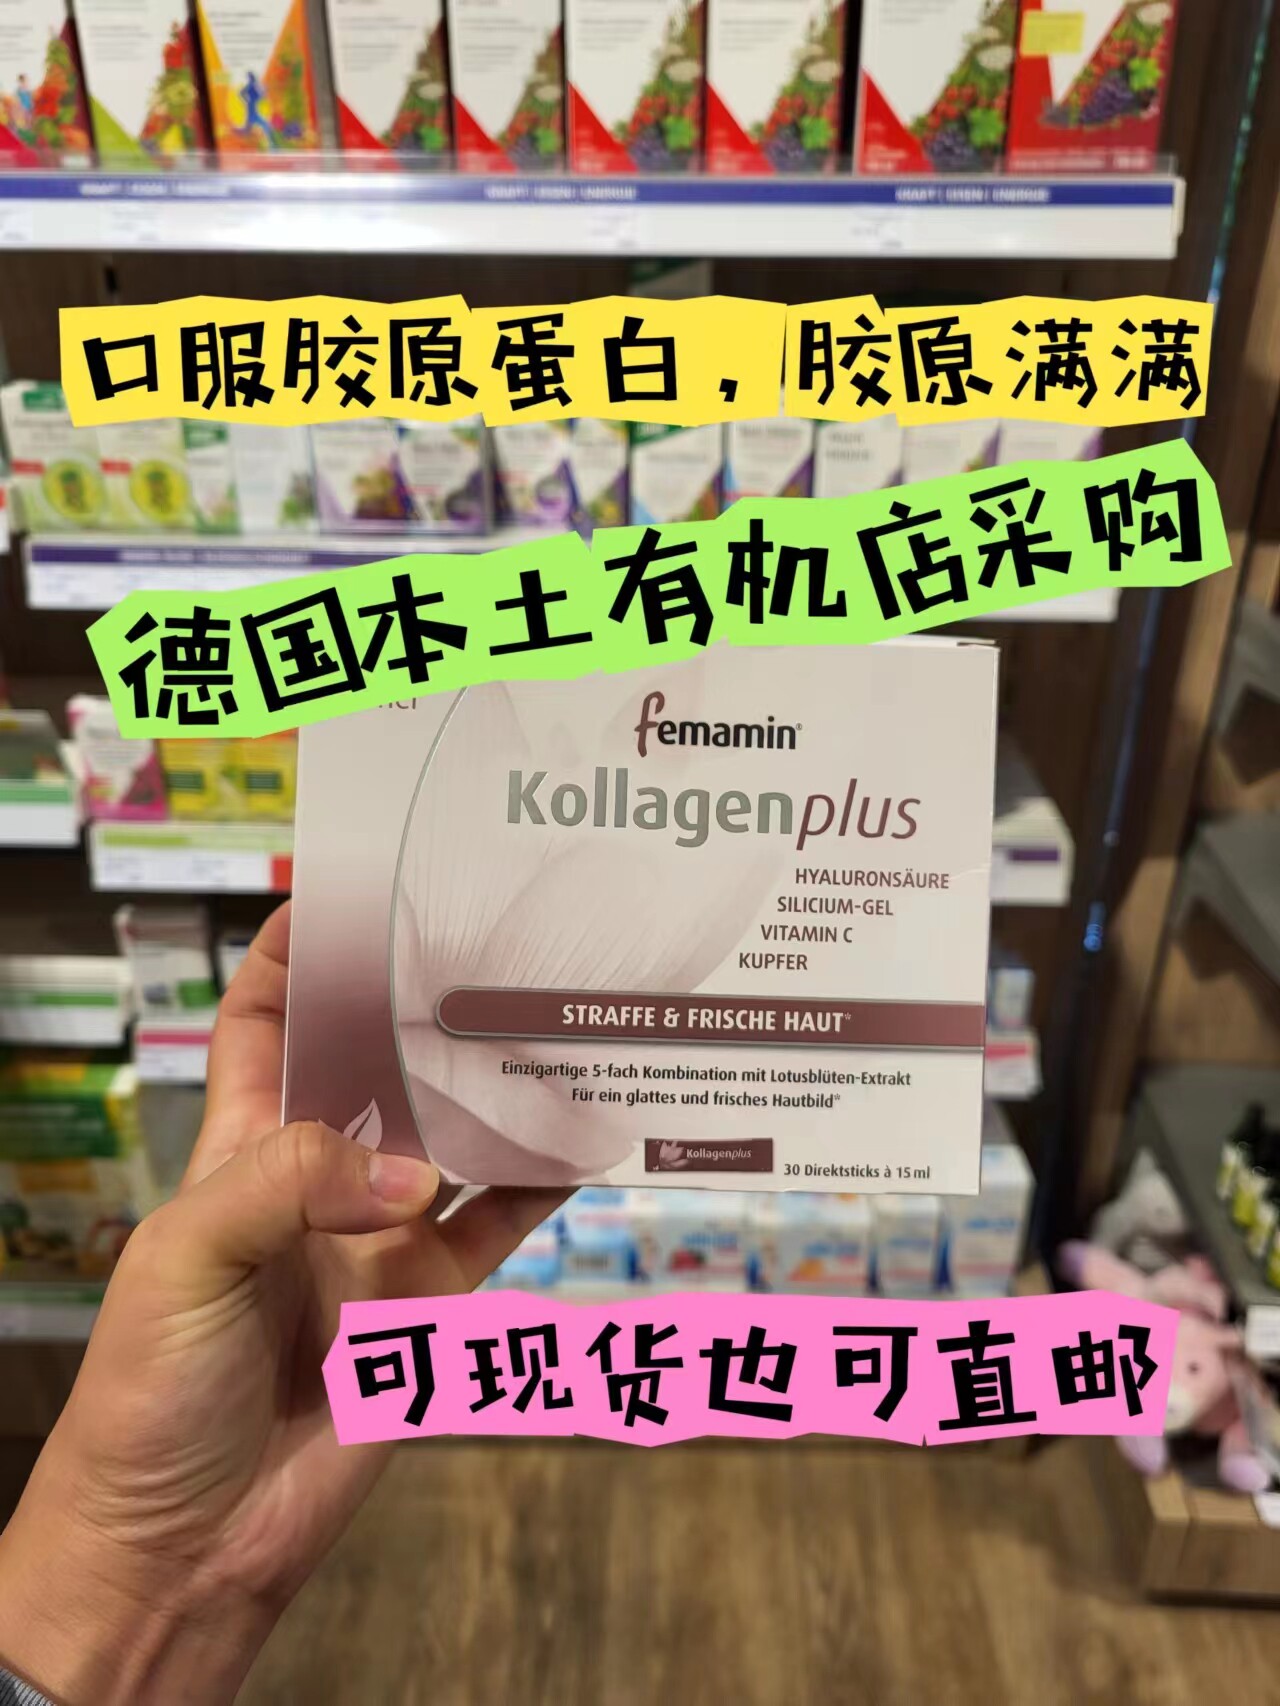 口服胶原蛋白，胶原满满
德国本土有机店采购
femamin®
Kollagenplus
HYALURONSÄURE
SILICIUM-GEL
VITAMIN C
KUPFER
STRAFFE & FRISCHE HAUT*
Einzigartige 5-fach Kombination mit Lotusblüten-Extrakt
Für ein glattes und frisches Hautbild*
Kollagenplus
30 Direktsticks à 15 ml
可现货也可直邮